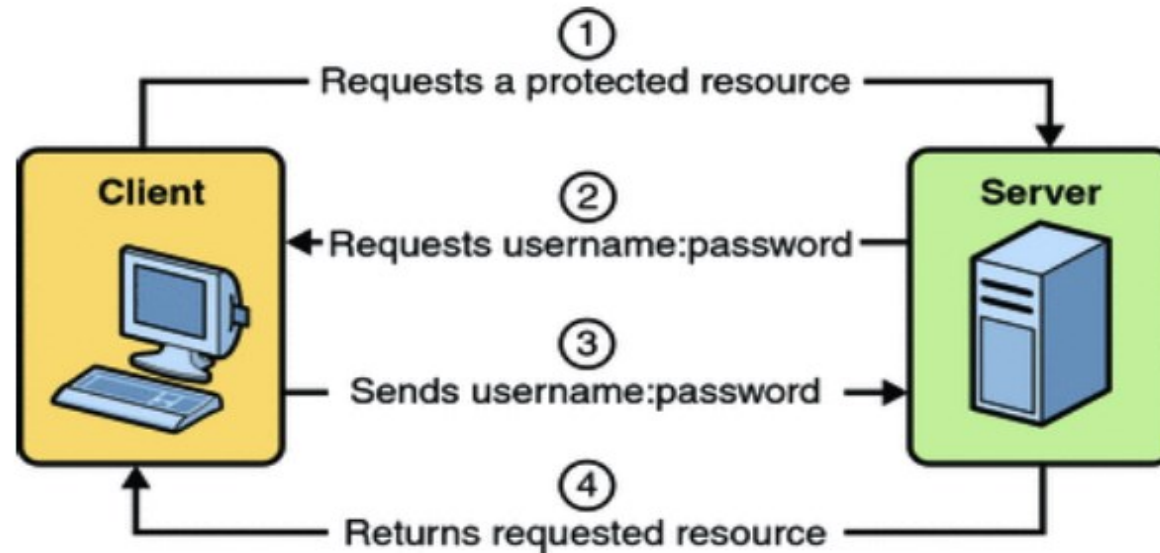 1
Requests a protected resource
Client
Server
2
Requests username:password
3
Sends username:password
4
Returns requested resource